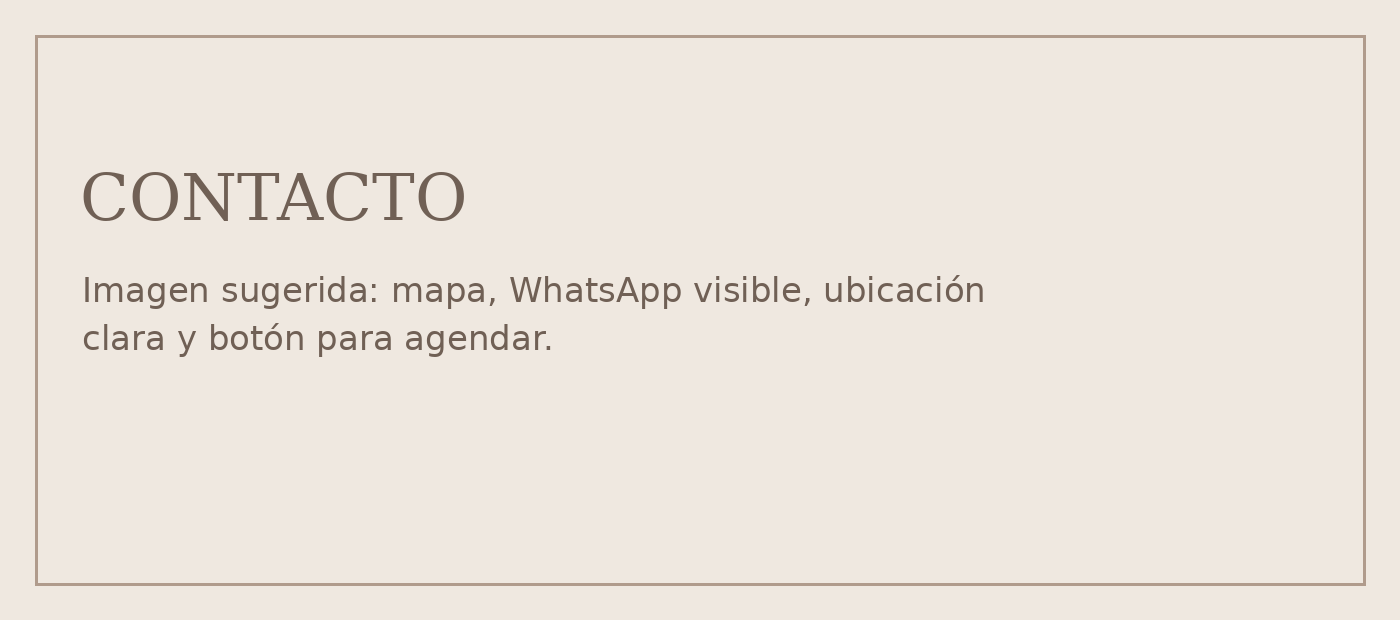 CONTACTO
Imagen sugerida: mapa, WhatsApp visible, ubicación
clara y botón para agendar.